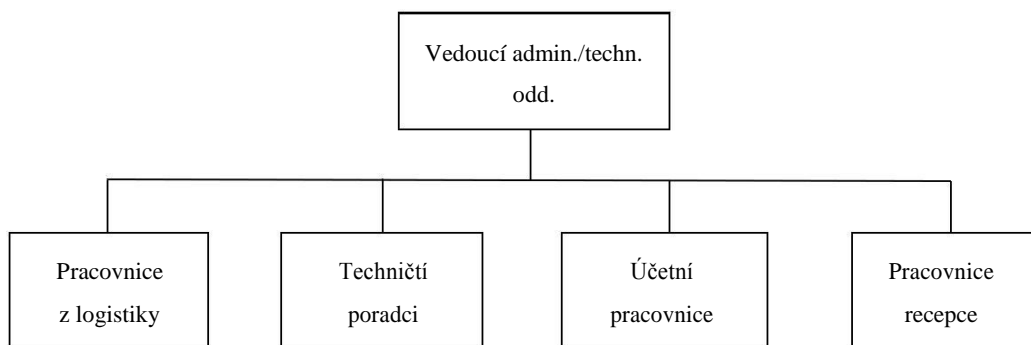 Vedoucí admin./techn.
odd.
Pracovnice
z logistiky
Techničtí
poradci
Účetní
pracovnice
Pracovnice
recepce